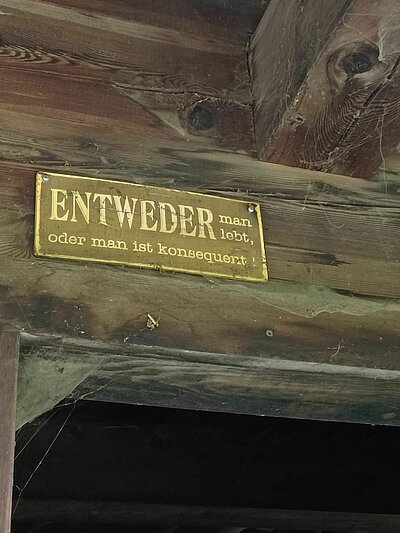 ENTWEDER man
lebt,
oder man ist konsequent